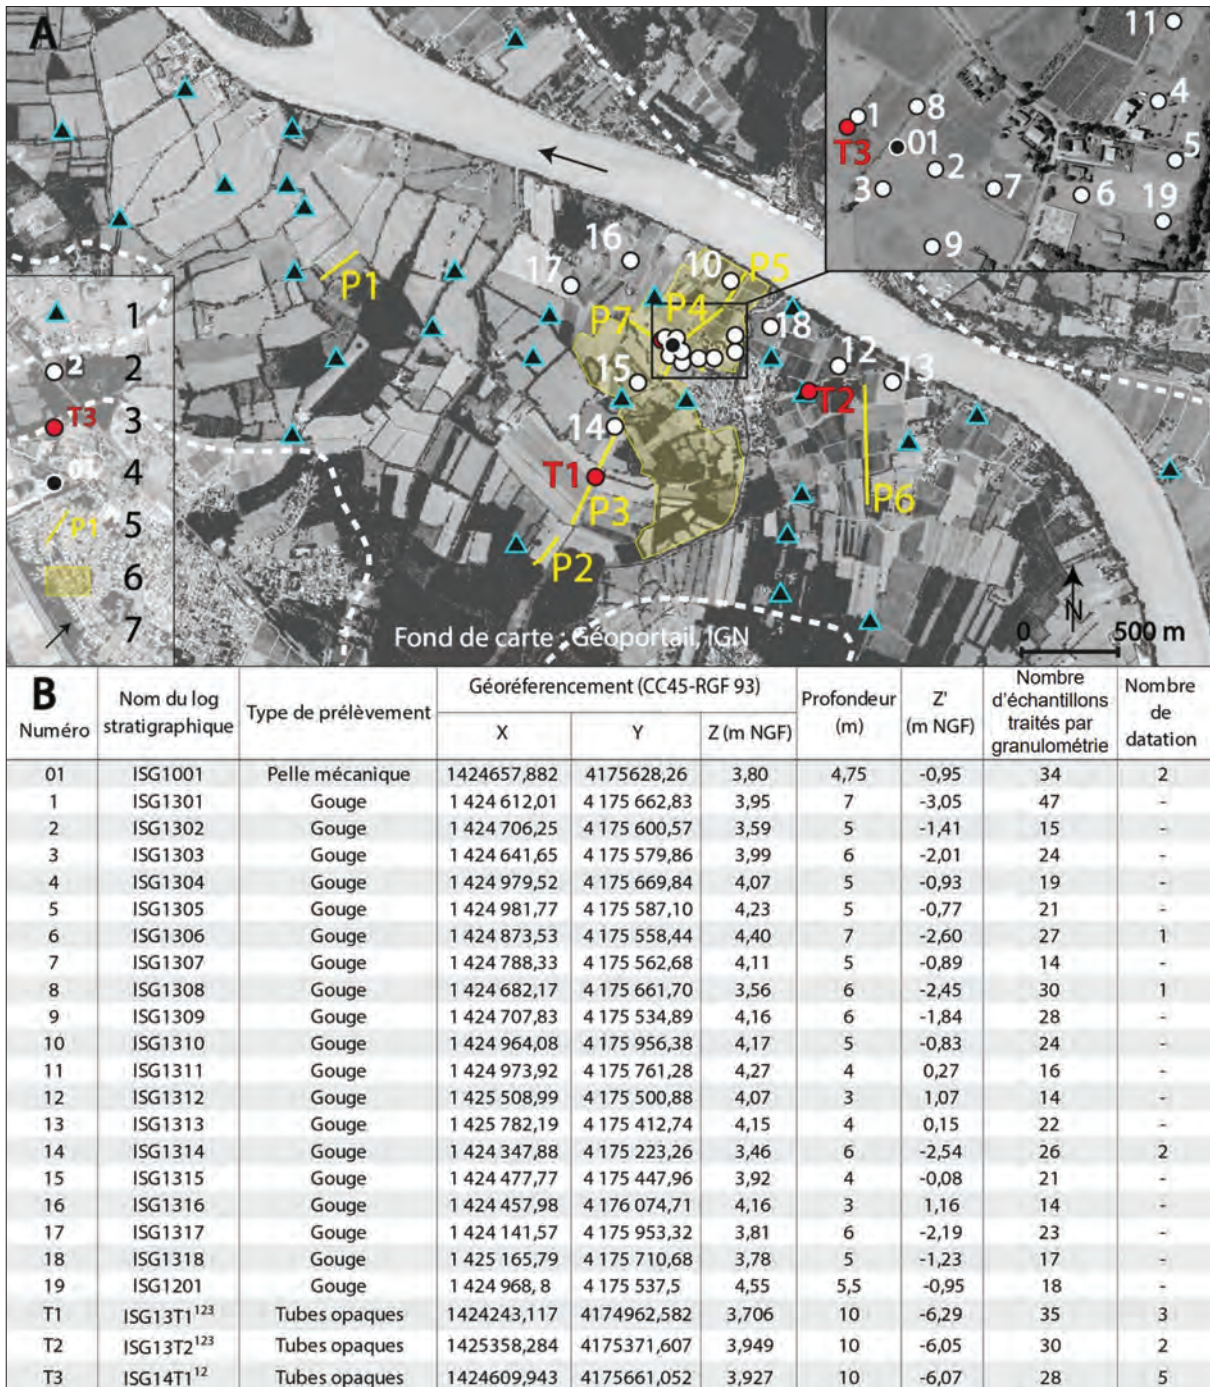 A
11
1
8
4
T3
01
5
2
3
7
6
19
9
16
17
10
P5
P1
P4
P7
18
12
13
15
T2
14
T1
P3
P6
P2
1
2 2
T3 3
01 4
P1 5
6
7
N
0 500 m
Fond de carte : Géoportail, IGN
B
Numéro | Nom du log stratigraphique | Type de prélèvement | Géoréferencement (CC45-RGF 93) | Profondeur (m) | Z' (m NGF) | Nombre d'échantillons traités par granulométrie | Nombre de datation
X | Y | Z (m NGF)
01 ISG1001 Pelle mécanique 1424657,882 4175628,26 3,80 4,75 -0,95 34 2
1 ISG1301 Gouge 1 424 612,01 4 175 662,83 3,95 7 -3,05 47 -
2 ISG1302 Gouge 1 424 706,25 4 175 600,57 3,59 5 -1,41 15 -
3 ISG1303 Gouge 1 424 641,65 4 175 579,86 3,99 6 -2,01 24 -
4 ISG1304 Gouge 1 424 979,52 4 175 669,84 4,07 5 -0,93 19 -
5 ISG1305 Gouge 1 424 981,77 4 175 587,10 4,23 5 -0,77 21 -
6 ISG1306 Gouge 1 424 873,53 4 175 558,44 4,40 7 -2,60 27 1
7 ISG1307 Gouge 1 424 788,33 4 175 562,68 4,11 5 -0,89 14 -
8 ISG1308 Gouge 1 424 682,17 4 175 661,70 3,56 6 -2,45 30 1
9 ISG1309 Gouge 1 424 707,83 4 175 534,89 4,16 6 -1,84 28 -
10 ISG1310 Gouge 1 424 964,08 4 175 956,38 4,17 5 -0,83 24 -
11 ISG1311 Gouge 1 424 973,92 4 175 761,28 4,27 4 0,27 16 -
12 ISG1312 Gouge 1 425 508,99 4 175 500,88 4,07 3 1,07 14 -
13 ISG1313 Gouge 1 425 782,19 4 175 412,74 4,15 4 0,15 22 -
14 ISG1314 Gouge 1 424 347,88 4 175 223,26 3,46 6 -2,54 26 2
15 ISG1315 Gouge 1 424 477,77 4 175 447,96 3,92 4 -0,08 21 -
16 ISG1316 Gouge 1 424 457,98 4 176 074,71 4,16 3 1,16 14 -
17 ISG1317 Gouge 1 424 141,57 4 175 953,32 3,81 6 -2,19 23 -
18 ISG1318 Gouge 1 425 165,79 4 175 710,68 3,78 5 -1,23 17 -
19 ISG1201 Gouge 1 424 968, 8 4 175 537,5 4,55 5,5 -0,95 18 -
T1 ISG13T1¹²³ Tubes opaques 1424243,117 4174962,582 3,706 10 -6,29 35 3
T2 ISG13T2¹²³ Tubes opaques 1425358,284 4175371,607 3,949 10 -6,05 30 2
T3 ISG14T1¹² Tubes opaques 1424609,943 4175661,052 3,927 10 -6,07 28 5